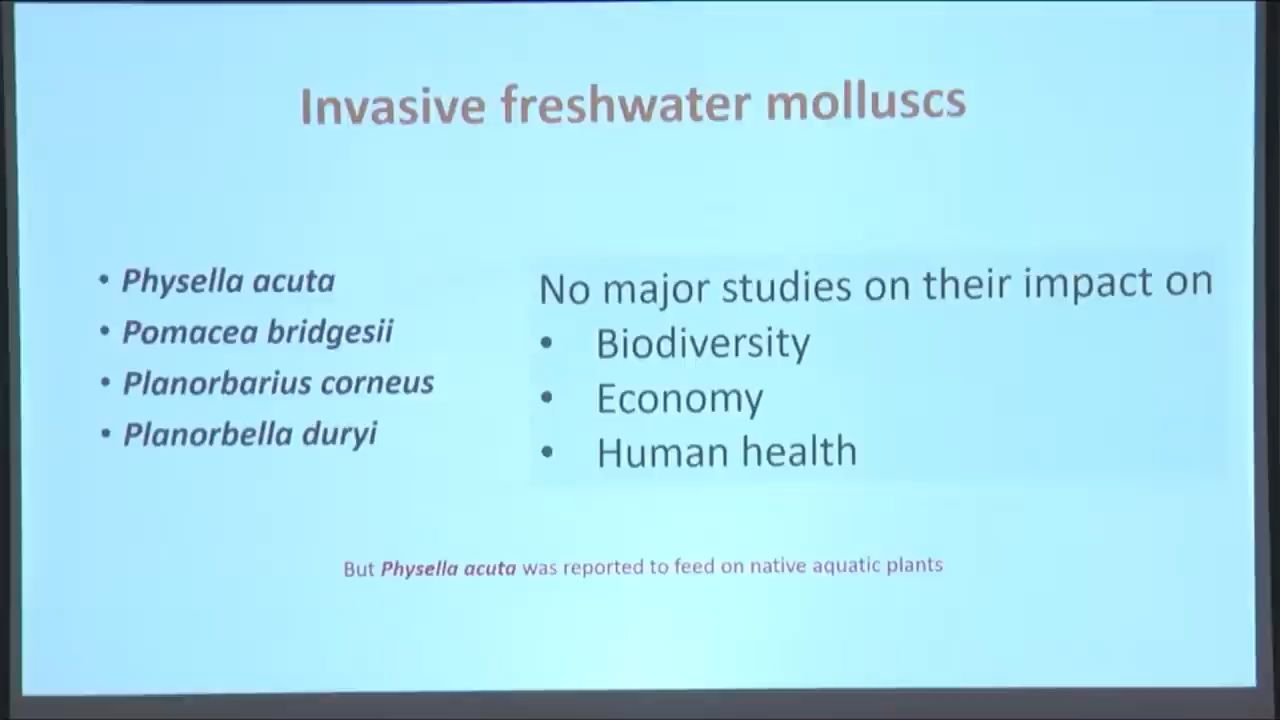 Invasive freshwater molluscs
• Physella acuta
• Pomacea bridgesii
• Planorbarius corneus
• Planorbella duryi
No major studies on their impact on
• Biodiversity
• Economy
• Human health
But Physella acuta was reported to feed on native aquatic plants